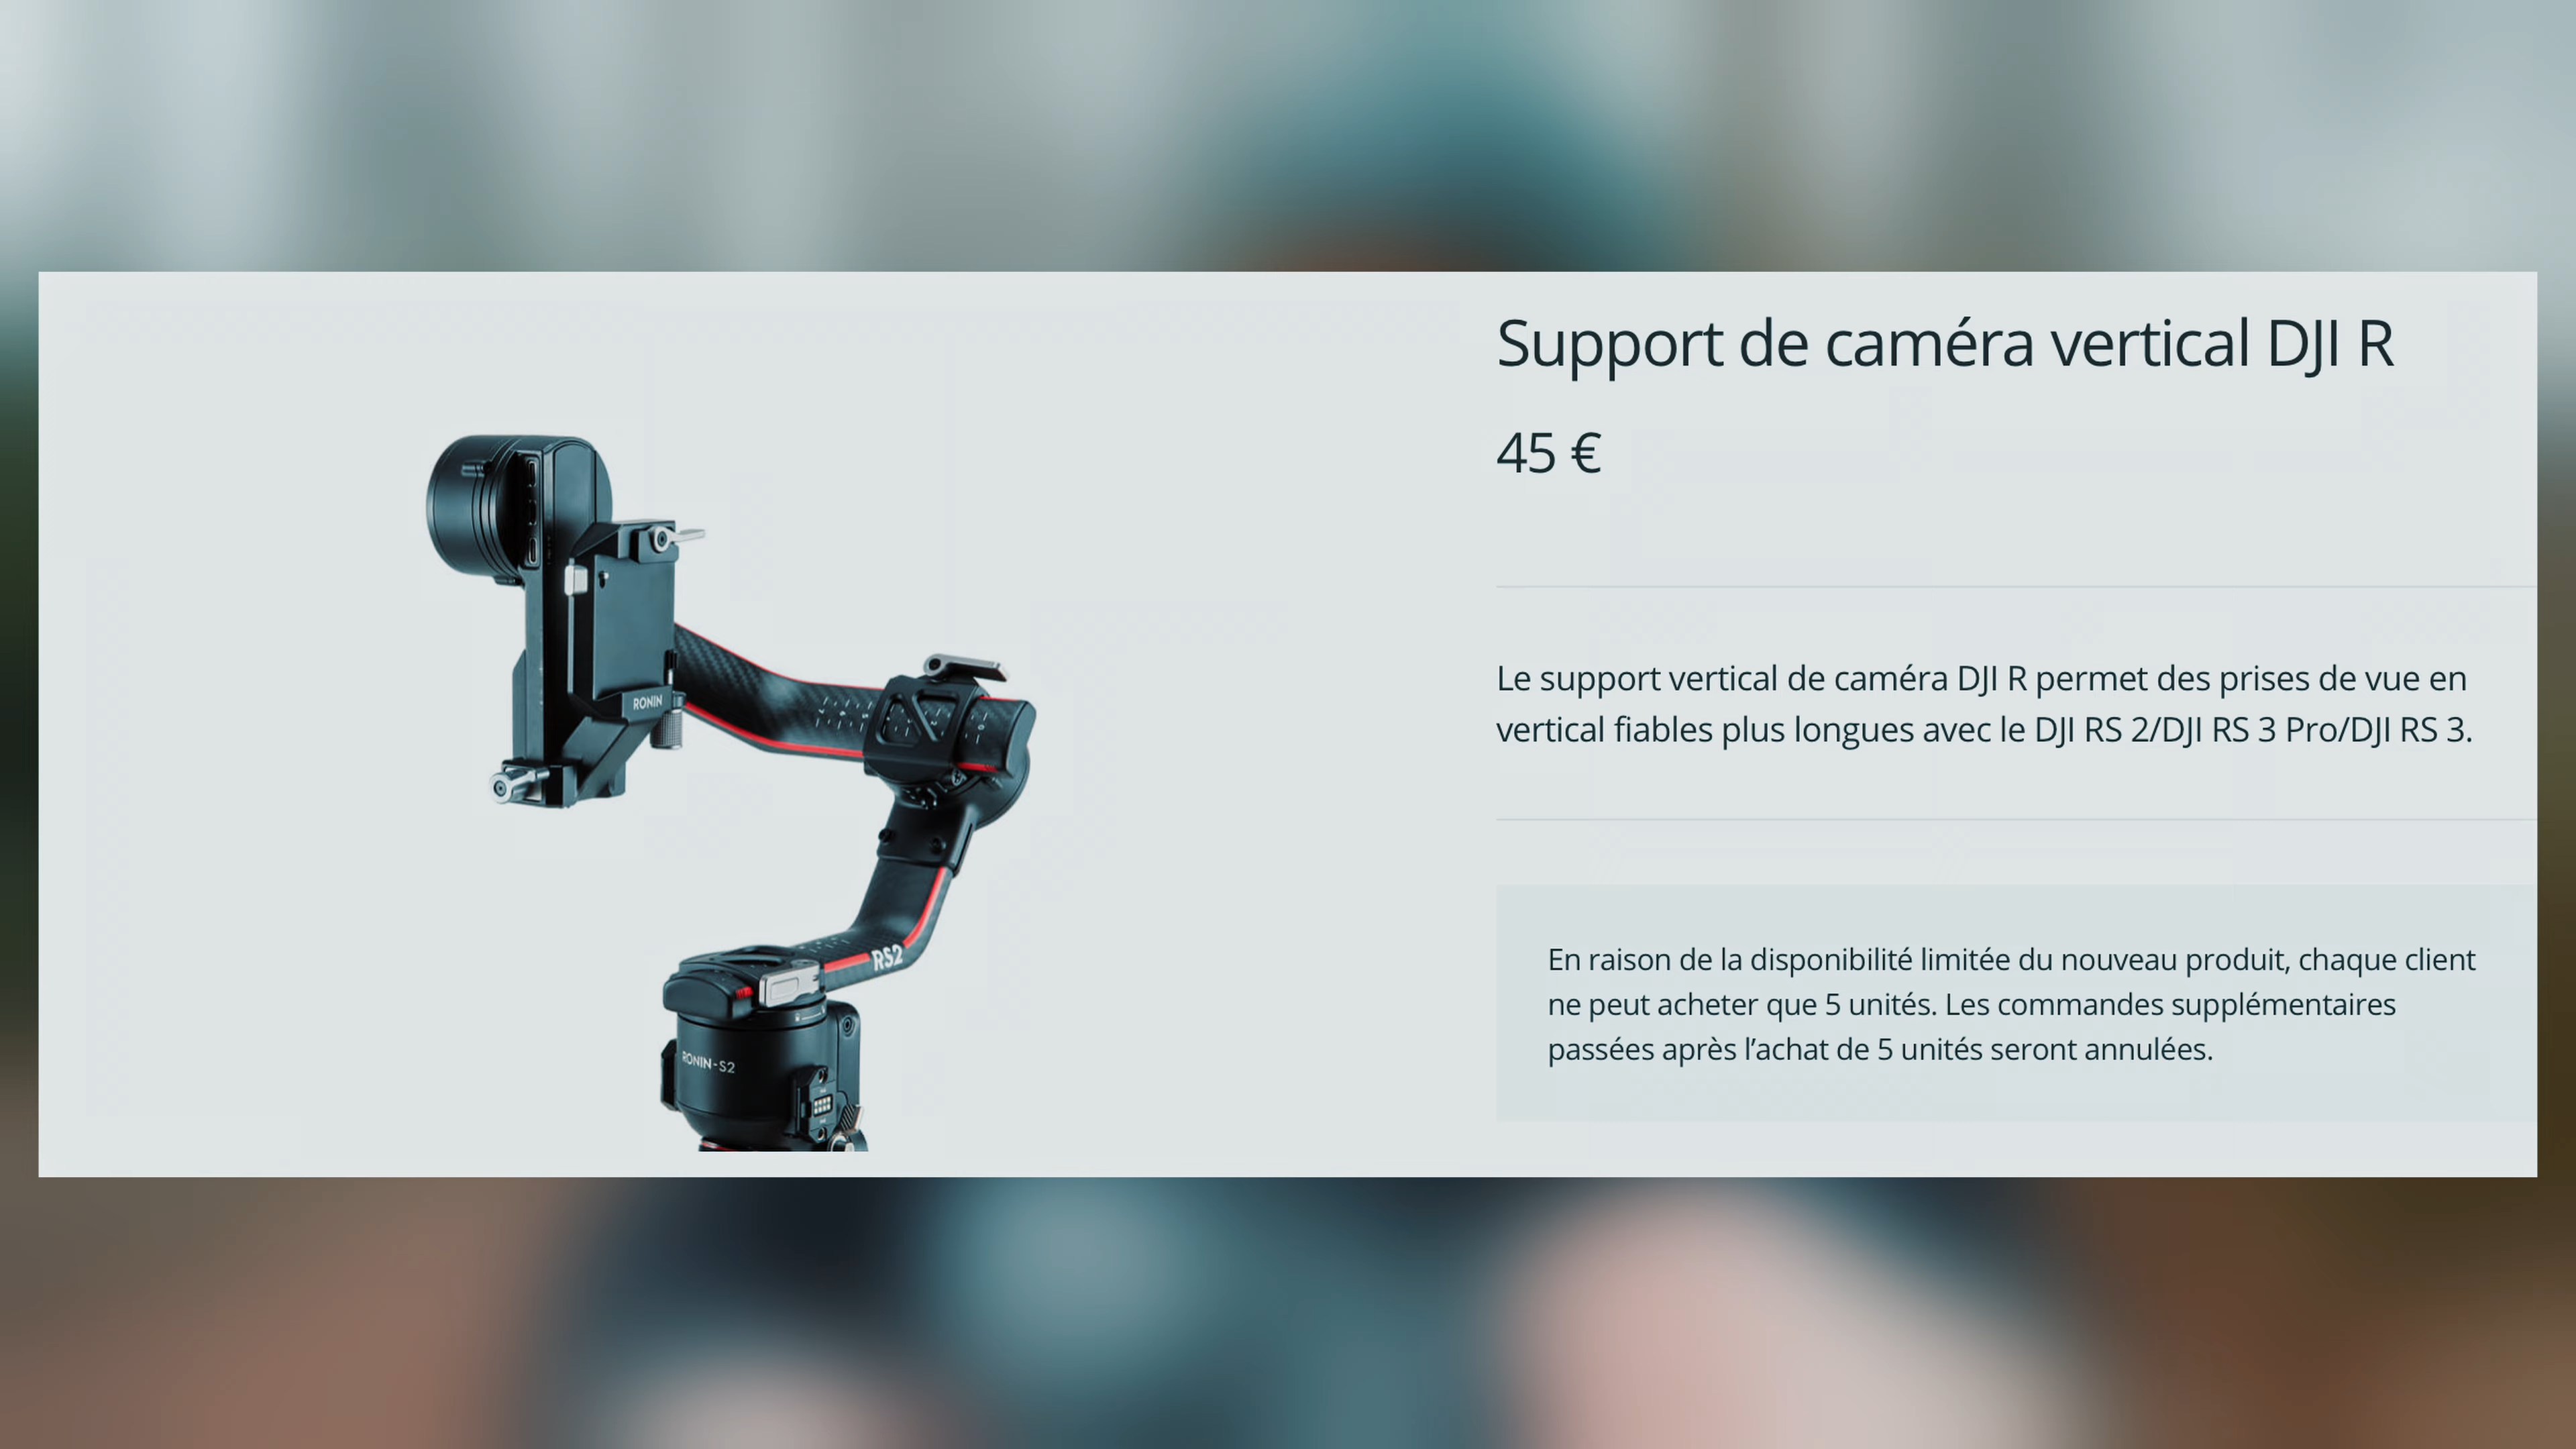 Support de caméra vertical DJI R
45 €
Le support vertical de caméra DJI R permet des prises de vue en
vertical fiables plus longues avec le DJI RS 2/DJI RS 3 Pro/DJI RS 3.
En raison de la disponibilité limitée du nouveau produit, chaque client
ne peut acheter que 5 unités. Les commandes supplémentaires
passées après l’achat de 5 unités seront annulées.
RONIN
RS2
RONIN-S2